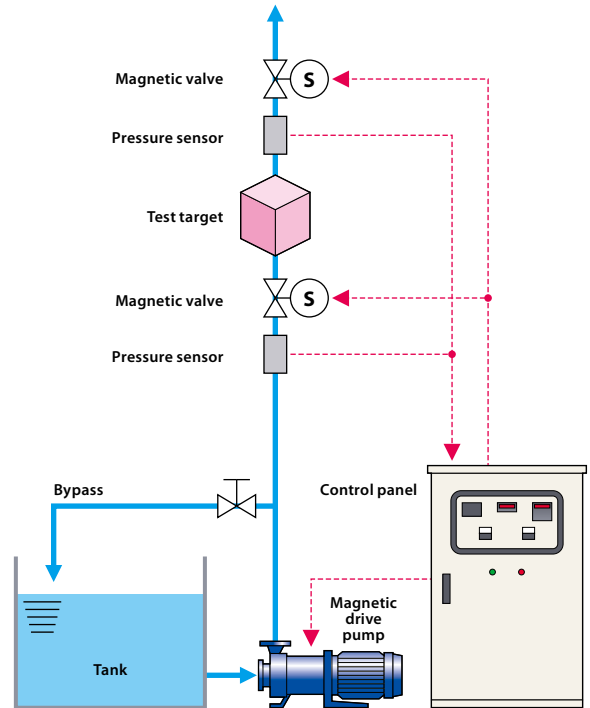 Magnetic valve
S
Pressure sensor
Test target
Magnetic valve
S
Pressure sensor
Bypass
Control panel
Magnetic
drive
pump
Tank